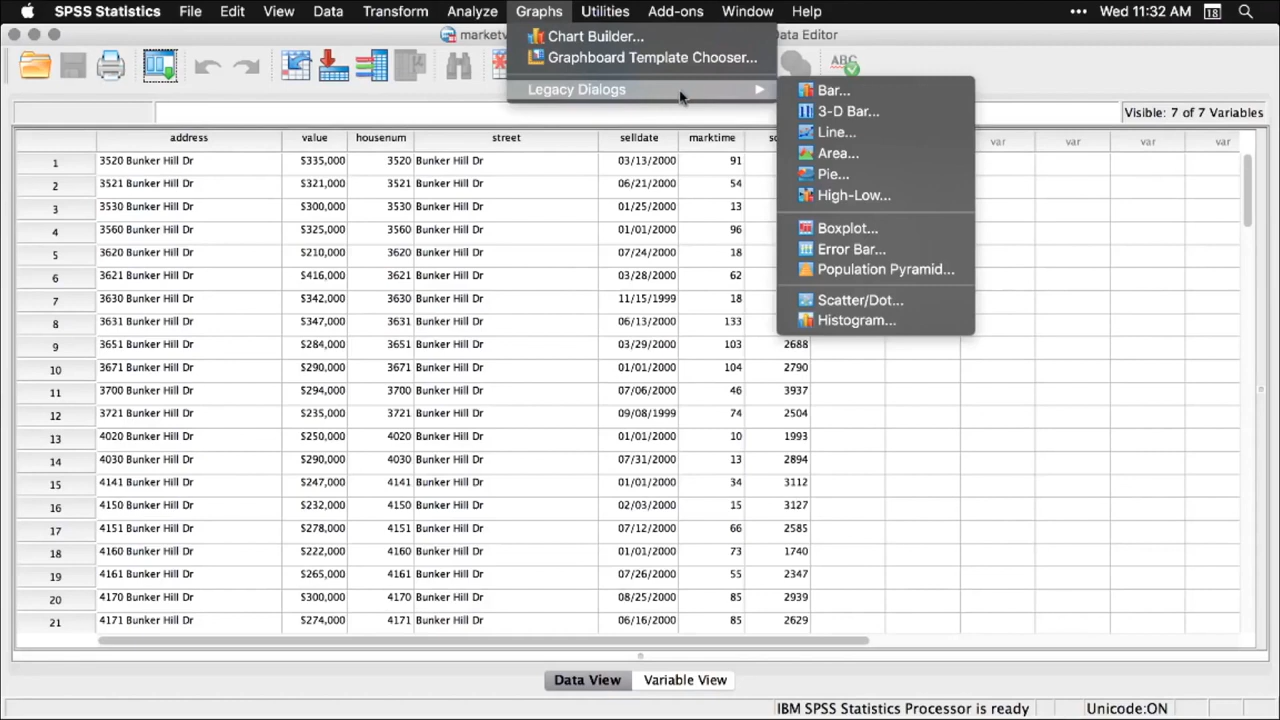 SPSS Statistics File Edit View Data Transform Analyze Graphs Utilities Add-ons Window Help ••• Wed 11:32 AM 18
Chart Builder... Data Editor
Graphboard Template Chooser... ABC
Legacy Dialogs
Bar...
3-D Bar...
Line...
Area...
Pie...
High-Low...
Boxplot...
Error Bar...
Population Pyramid...
Scatter/Dot...
Histogram...
Visible: 7 of 7 Variables
address value housenum street selldate marktime var var var var
1 3520 Bunker Hill Dr $335,000 3520 Bunker Hill Dr 03/13/2000 91
2 3521 Bunker Hill Dr $321,000 3521 Bunker Hill Dr 06/21/2000 54
3 3530 Bunker Hill Dr $300,000 3530 Bunker Hill Dr 01/25/2000 13
4 3560 Bunker Hill Dr $325,000 3560 Bunker Hill Dr 01/01/2000 96
5 3620 Bunker Hill Dr $210,000 3620 Bunker Hill Dr 07/24/2000 18
6 3621 Bunker Hill Dr $416,000 3621 Bunker Hill Dr 03/28/2000 62
7 3630 Bunker Hill Dr $342,000 3630 Bunker Hill Dr 11/15/1999 18
8 3631 Bunker Hill Dr $347,000 3631 Bunker Hill Dr 06/13/2000 133
9 3651 Bunker Hill Dr $284,000 3651 Bunker Hill Dr 03/29/2000 103 2688
10 3671 Bunker Hill Dr $290,000 3671 Bunker Hill Dr 01/01/2000 104 2790
11 3700 Bunker Hill Dr $294,000 3700 Bunker Hill Dr 07/06/2000 46 3937
12 3721 Bunker Hill Dr $235,000 3721 Bunker Hill Dr 09/08/1999 74 2504
13 4020 Bunker Hill Dr $250,000 4020 Bunker Hill Dr 01/01/2000 10 1993
14 4030 Bunker Hill Dr $290,000 4030 Bunker Hill Dr 07/31/2000 13 2894
15 4141 Bunker Hill Dr $247,000 4141 Bunker Hill Dr 01/01/2000 34 3112
16 4150 Bunker Hill Dr $232,000 4150 Bunker Hill Dr 02/03/2000 15 3127
17 4151 Bunker Hill Dr $278,000 4151 Bunker Hill Dr 07/12/2000 66 2585
18 4160 Bunker Hill Dr $222,000 4160 Bunker Hill Dr 01/01/2000 73 1740
19 4161 Bunker Hill Dr $265,000 4161 Bunker Hill Dr 07/26/2000 55 2347
20 4170 Bunker Hill Dr $300,000 4170 Bunker Hill Dr 08/25/2000 85 2939
21 4171 Bunker Hill Dr $274,000 4171 Bunker Hill Dr 06/16/2000 85 2629
Data View Variable View
IBM SPSS Statistics Processor is ready Unicode:ON